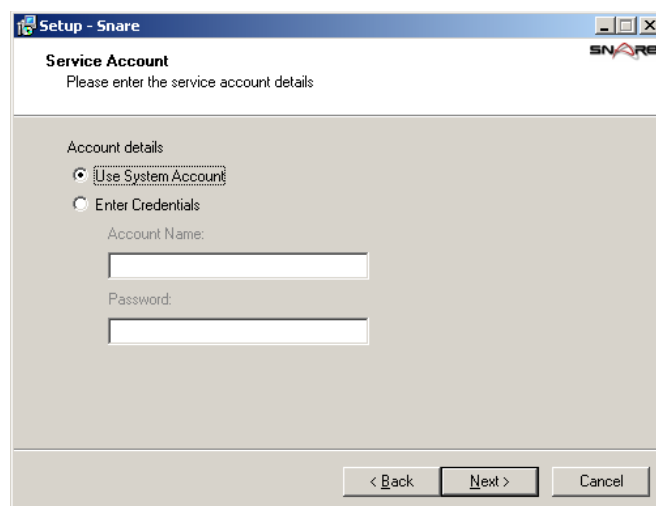 Setup - Snare
SNARE
Service Account
Please enter the service account details
Account details
Use System Account
Enter Credentials
Account Name:
Password:
< Back
Next >
Cancel